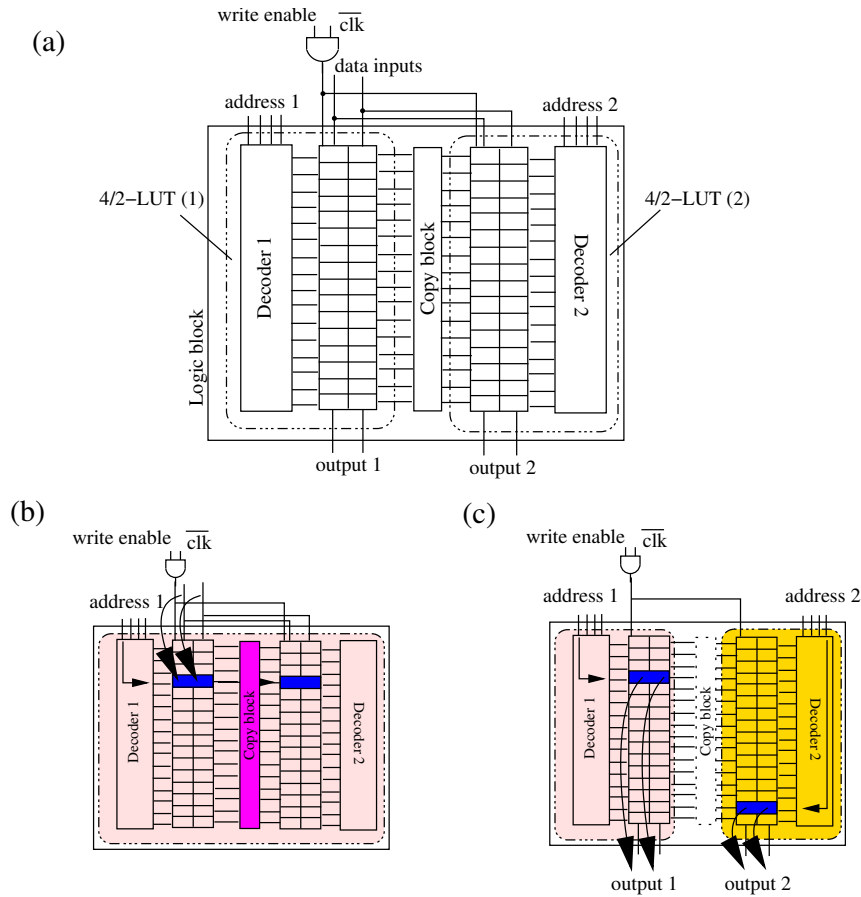 (a)
write enable
clk
data inputs
address 1
address 2
4/2−LUT (1)
4/2−LUT (2)
Decoder 1
Copy block
Decoder 2
Logic block
output 1
output 2
(b)
write enable
clk
address 1
Decoder 1
Copy block
Decoder 2
(c)
write enable
clk
address 1
address 2
Decoder 1
Copy block
Decoder 2
output 1
output 2